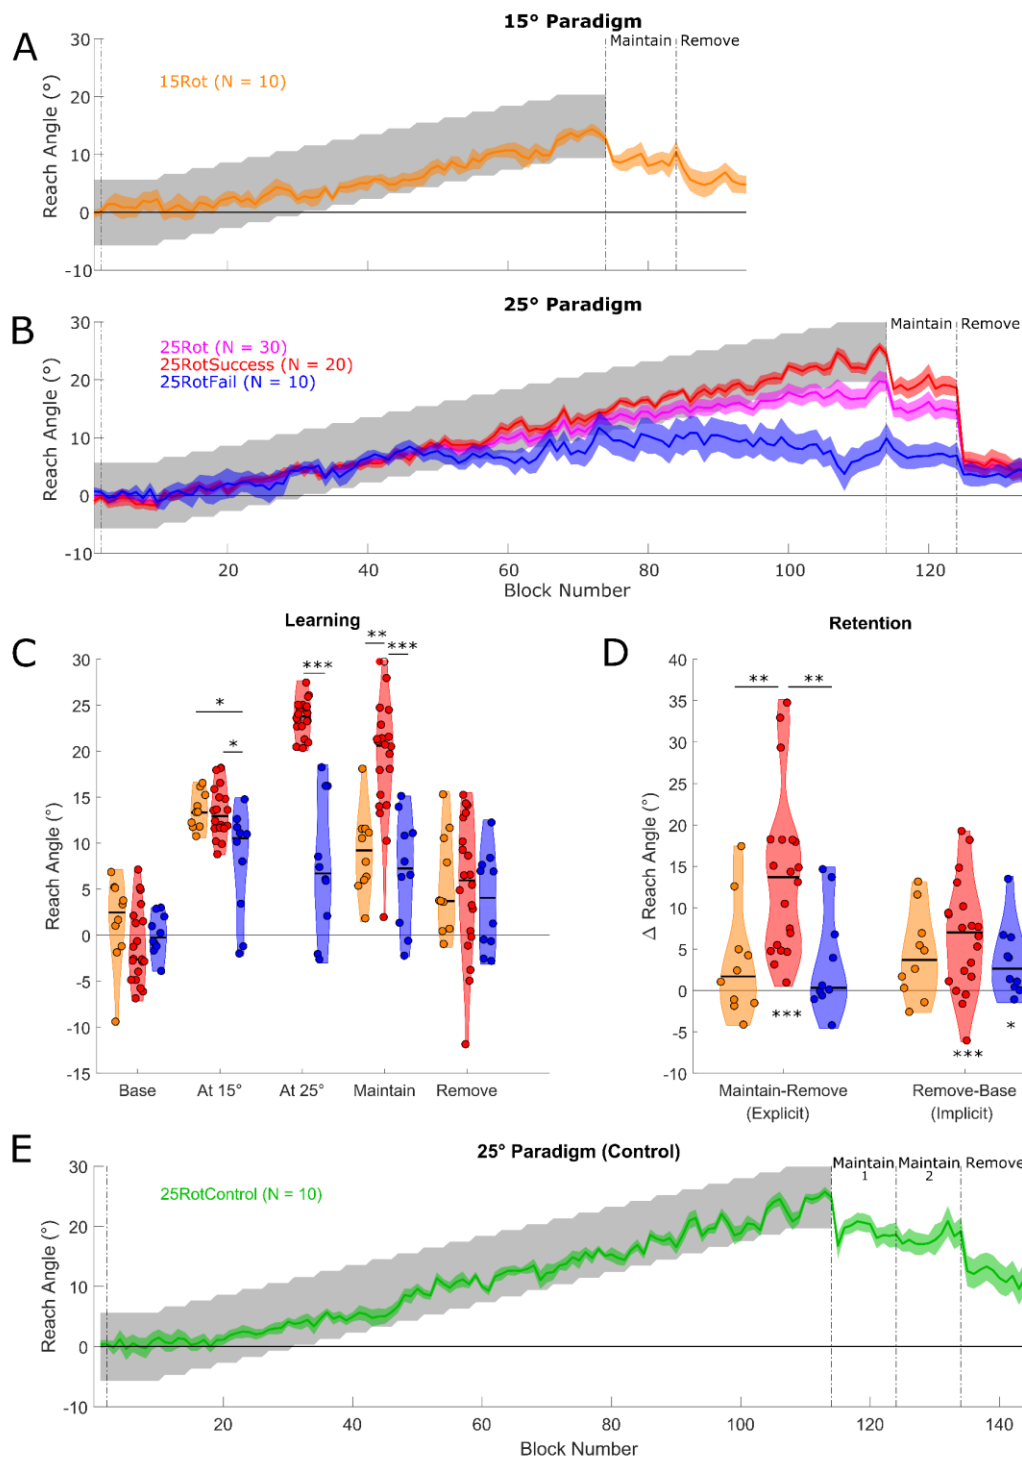 A
15° Paradigm
Maintain
Remove
15Rot (N = 10)
Reach Angle (°)
30
20
10
0
-10
B
25° Paradigm
Maintain
Remove
25Rot (N = 30)
25RotSuccess (N = 20)
25RotFail (N = 10)
Reach Angle (°)
30
20
10
0
-10
20 40 60 80 100 120
Block Number
C
Learning
** ***
***
*
*
Reach Angle (°)
30
25
20
15
10
5
0
-5
-10
-15
Base At 15° At 25° Maintain Remove
D
Retention
** **
Δ Reach Angle (°)
40
35
30
25
20
15
10
5
0
-5
-10
***
***
*
Maintain-Remove Remove-Base
(Explicit) (Implicit)
E
25° Paradigm (Control)
Maintain Maintain Remove
1 2
25RotControl (N = 10)
Reach Angle (°)
30
20
10
0
-10
20 40 60 80 100 120 140
Block Number